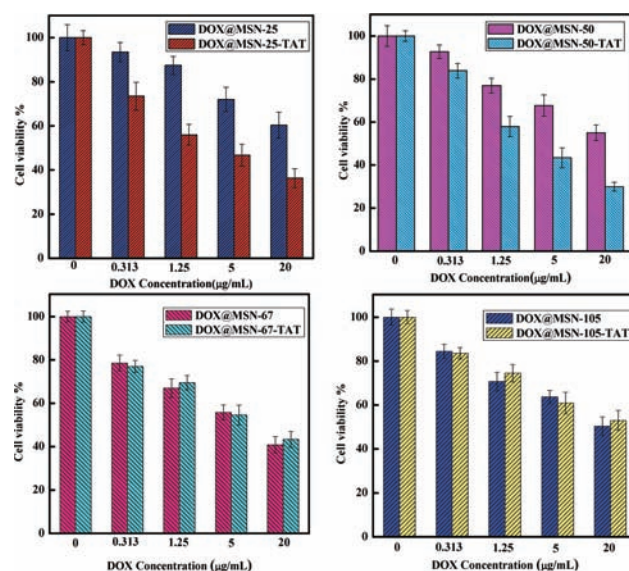 DOX@MSN-25
DOX@MSN-25-TAT
Cell viability %
100
80
60
40
20
0
0 0.313 1.25 5 20
DOX Concentration(μg/mL)
DOX@MSN-50
DOX@MSN-50-TAT
Cell viability %
100
80
60
40
20
0
0 0.313 1.25 5 20
DOX Concentration(μg/mL)
DOX@MSN-67
DOX@MSN-67-TAT
Cell viability %
100
80
60
40
20
0
0 0.313 1.25 5 20
DOX Concentration (μg/mL)
DOX@MSN-105
DOX@MSN-105-TAT
Cell viability %
100
80
60
40
20
0
0 0.313 1.25 5 20
DOX Concentration (μg/mL)